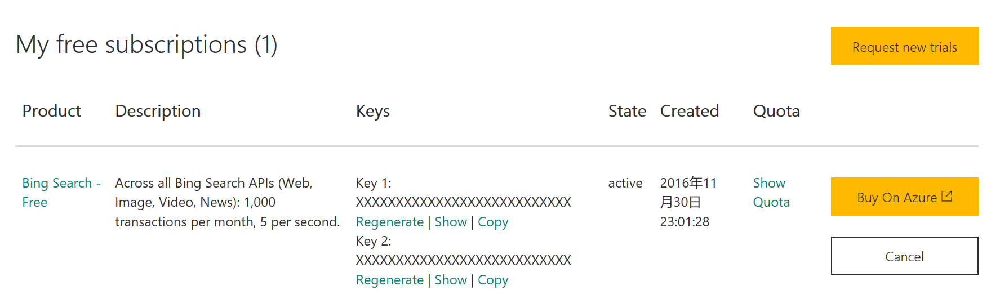 My free subscriptions (1)
Request new trials
Product Description Keys State Created Quota
Bing Search -
Free
Across all Bing Search APIs (Web,
Image, Video, News): 1,000
transactions per month, 5 per second.
Key 1:
XXXXXXXXXXXXXXXXXXXXXXXXXXX
Regenerate | Show | Copy
Key 2:
XXXXXXXXXXXXXXXXXXXXXXXXXXX
Regenerate | Show | Copy
active
2016年11
月30日
23:01:28
Show
Quota
Buy On Azure
Cancel